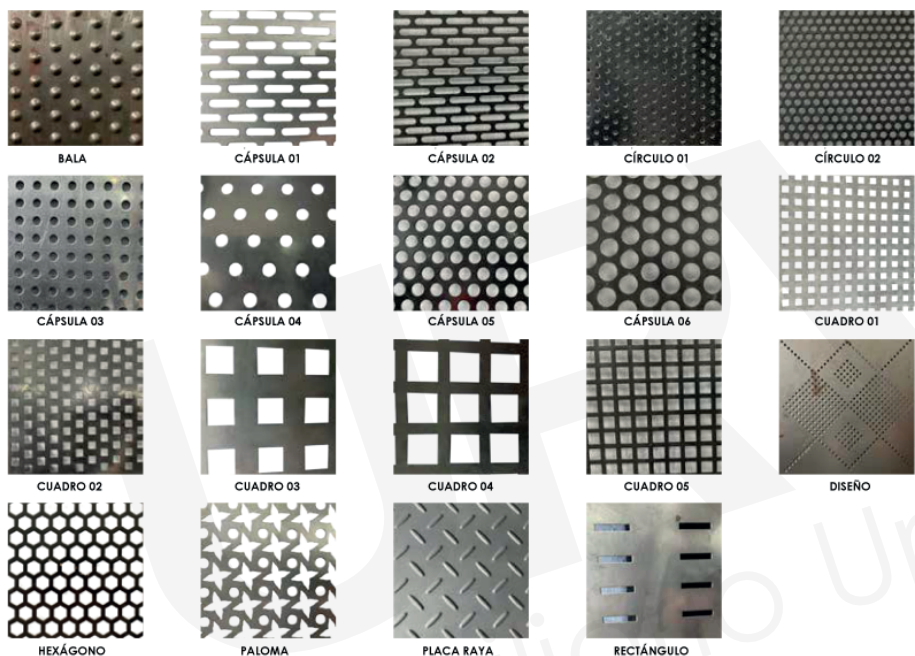 BALA
CÁPSULA 01
CÁPSULA 02
CÍRCULO 01
CÍRCULO 02
CÁPSULA 03
CÁPSULA 04
CÁPSULA 05
CÁPSULA 06
CUADRO 01
CUADRO 02
CUADRO 03
CUADRO 04
CUADRO 05
DISEÑO
HEXÁGONO
PALOMA
PLACA RAYA
RECTÁNGULO